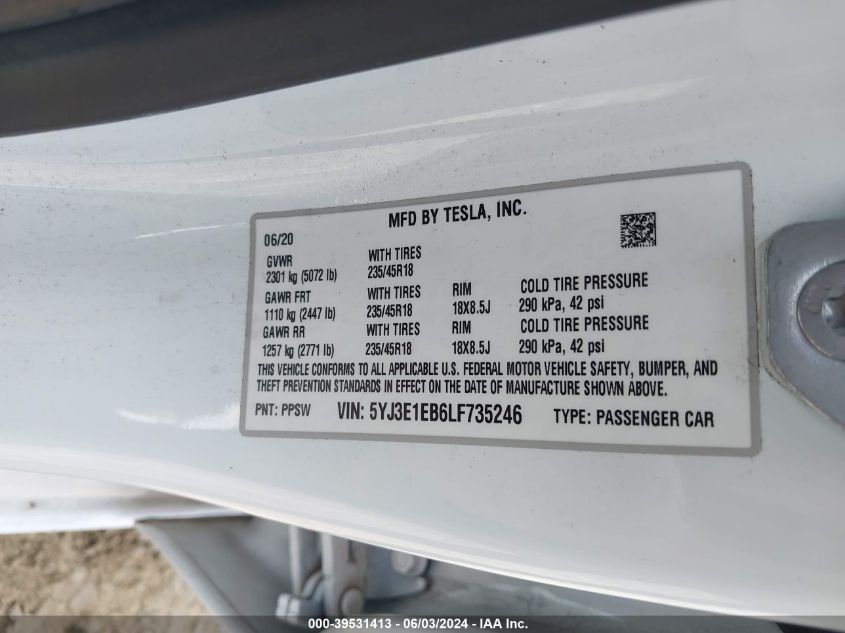 MFD BY TESLA, INC.
06/20
GVWR WITH TIRES
2301 kg (5072 lb) 235/45R18
GAWR FRT WITH TIRES RIM COLD TIRE PRESSURE
1110 kg (2447 lb) 235/45R18 18X8.5J 290 kPa, 42 psi
GAWR RR WITH TIRES RIM COLD TIRE PRESSURE
1257 kg (2771 lb) 235/45R18 18X8.5J 290 kPa, 42 psi
THIS VEHICLE CONFORMS TO ALL APPLICABLE U.S. FEDERAL MOTOR VEHICLE SAFETY, BUMPER, AND
THEFT PREVENTION STANDARDS IN EFFECT ON THE DATE OF MANUFACTURE SHOWN ABOVE.
PNT: PPSW VIN: 5YJ3E1EB6LF735246 TYPE: PASSENGER CAR
000-39531413 - 06/03/2024 - IAAI Inc.